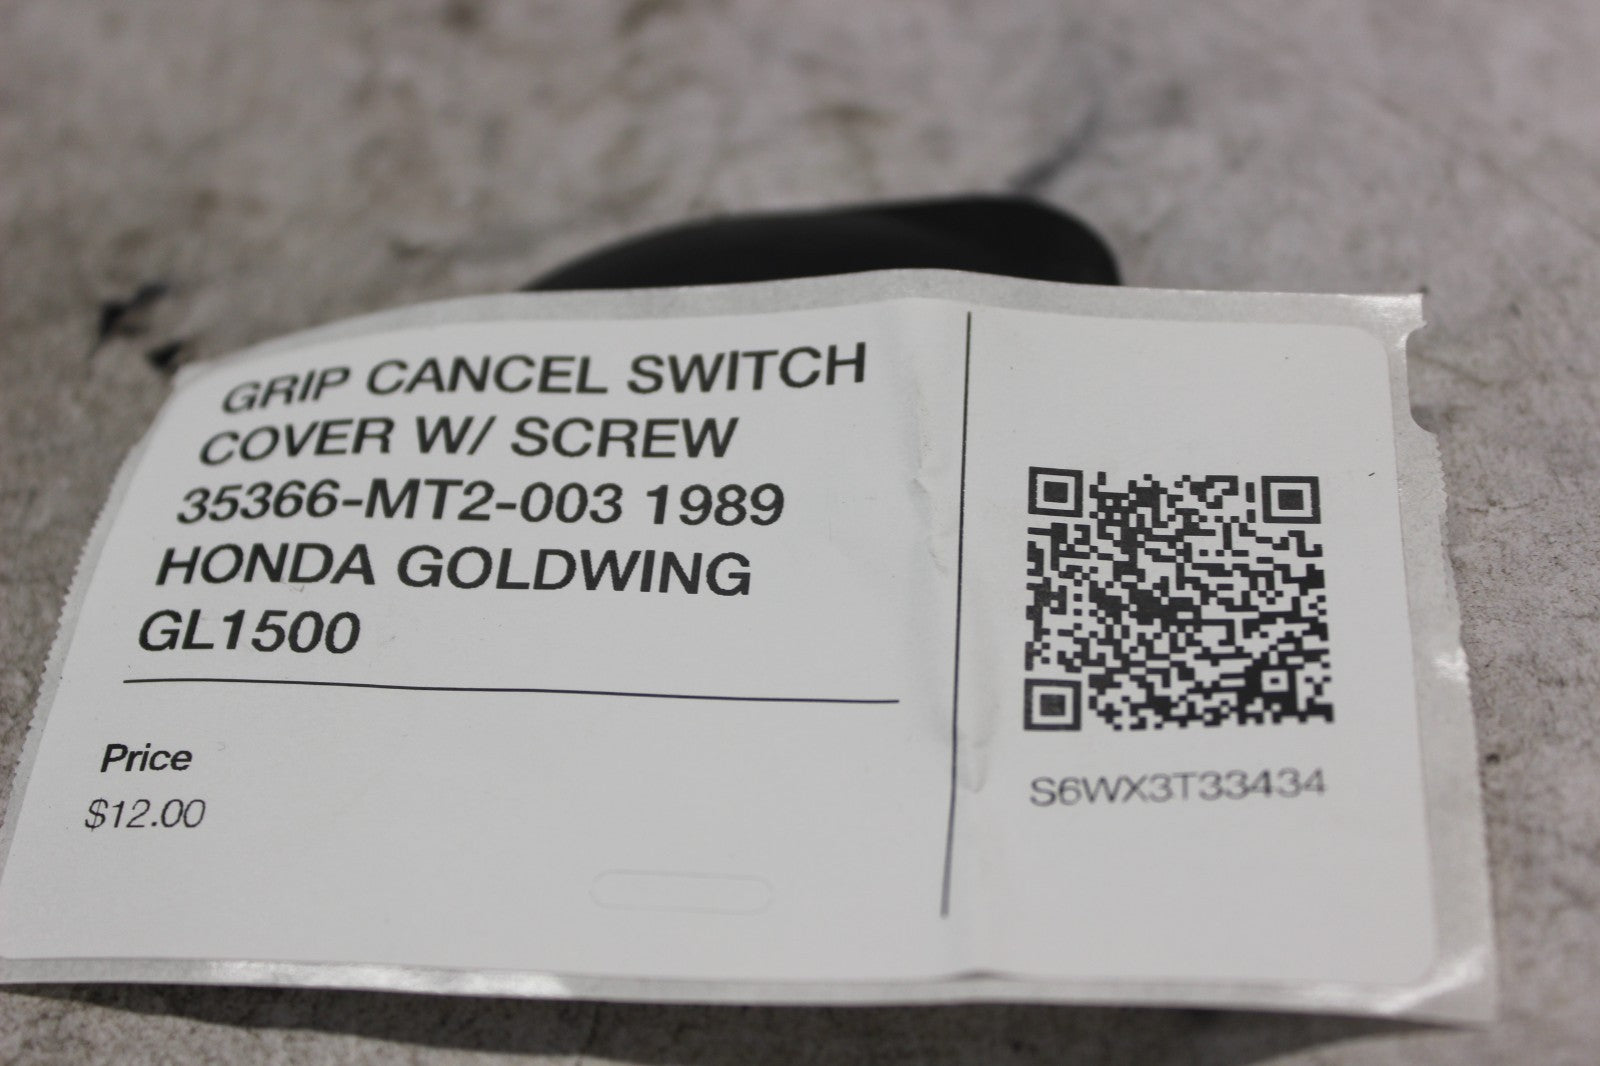 GRIP CANCEL SWITCH
COVER W/ SCREW
35366-MT2-003 1989
HONDA GOLDWING
GL1500
Price
$12.00
S6WX3T33434